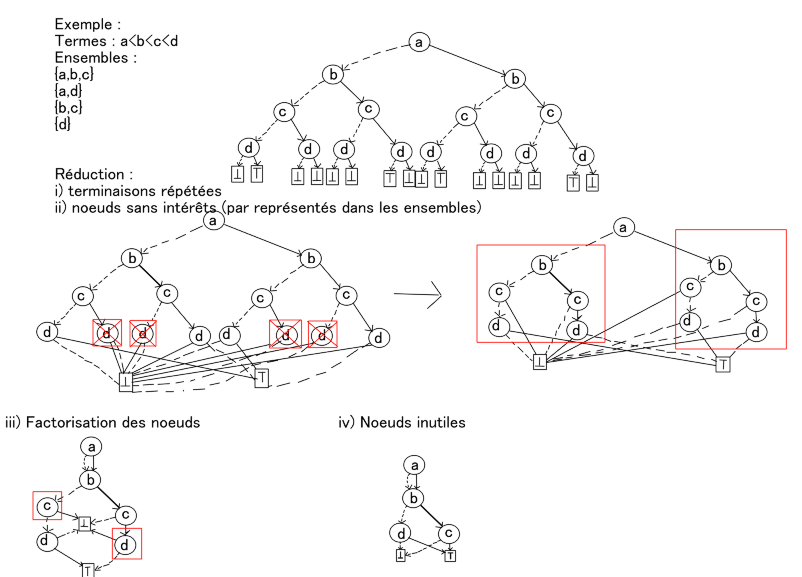 Exemple :
Termes : a<b<c<d
Ensembles :
{a,b,c}
{a,d}
{b,c}
{d}
a
b b
c c c c
d d d d d d d d
⊥ ⊤ ⊥ ⊥ ⊥ ⊥ ⊤ ⊥ ⊥ ⊤ ⊥ ⊥ ⊥ ⊥ ⊤ ⊥
Réduction :
i) terminaisons répétées
ii) noeuds sans intérêts (par représentés dans les ensembles)
a
b b
c c c c
d d d d d d d d
⊥ ⊤
a
b b
c c c c
d d d d
⊥ ⊤
iii) Factorisation des noeuds
a
b
c c
⊥
d d
⊤
iv) Noeuds inutiles
a
b
d c
⊥ ⊤